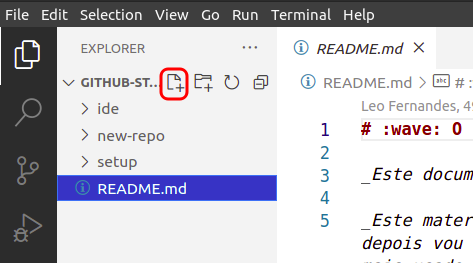 File Edit Selection View Go Run Terminal Help
EXPLORER
README.md
GITHUB-ST...
README.md > # :
ide
Leo Fernandes, 4
new-repo
1 # :wave: O
setup
2
README.md
3 _Este docum
4
5 _Este mater
depois vou